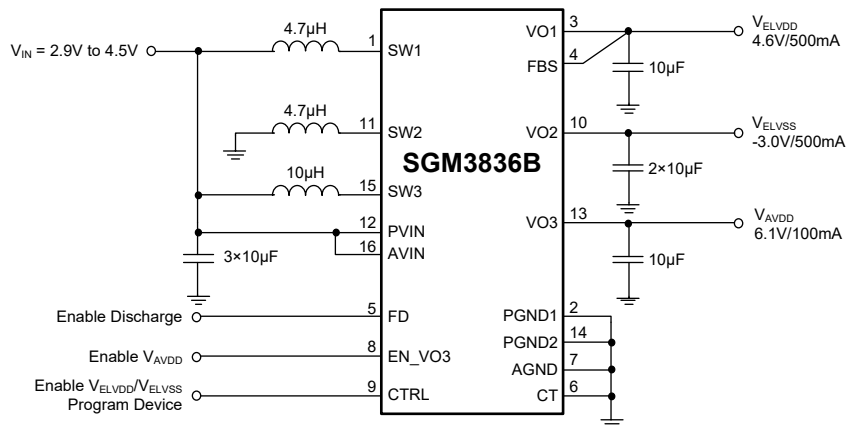 V_IN = 2.9V to 4.5V
4.7µH
1
SW1
4.7µH
11
SW2
10µH
15
SW3
12
PVIN
16
AVIN
3×10µF
Enable Discharge
5
FD
Enable V_AVDD
8
EN_VO3
Enable V_ELVDD/V_ELVSS
Program Device
9
CTRL
SGM3836B
VO1
3
V_ELVDD
4.6V/500mA
FBS
4
10µF
VO2
10
V_ELVSS
-3.0V/500mA
2×10µF
VO3
13
V_AVDD
6.1V/100mA
10µF
PGND1
2
PGND2
14
AGND
7
CT
6